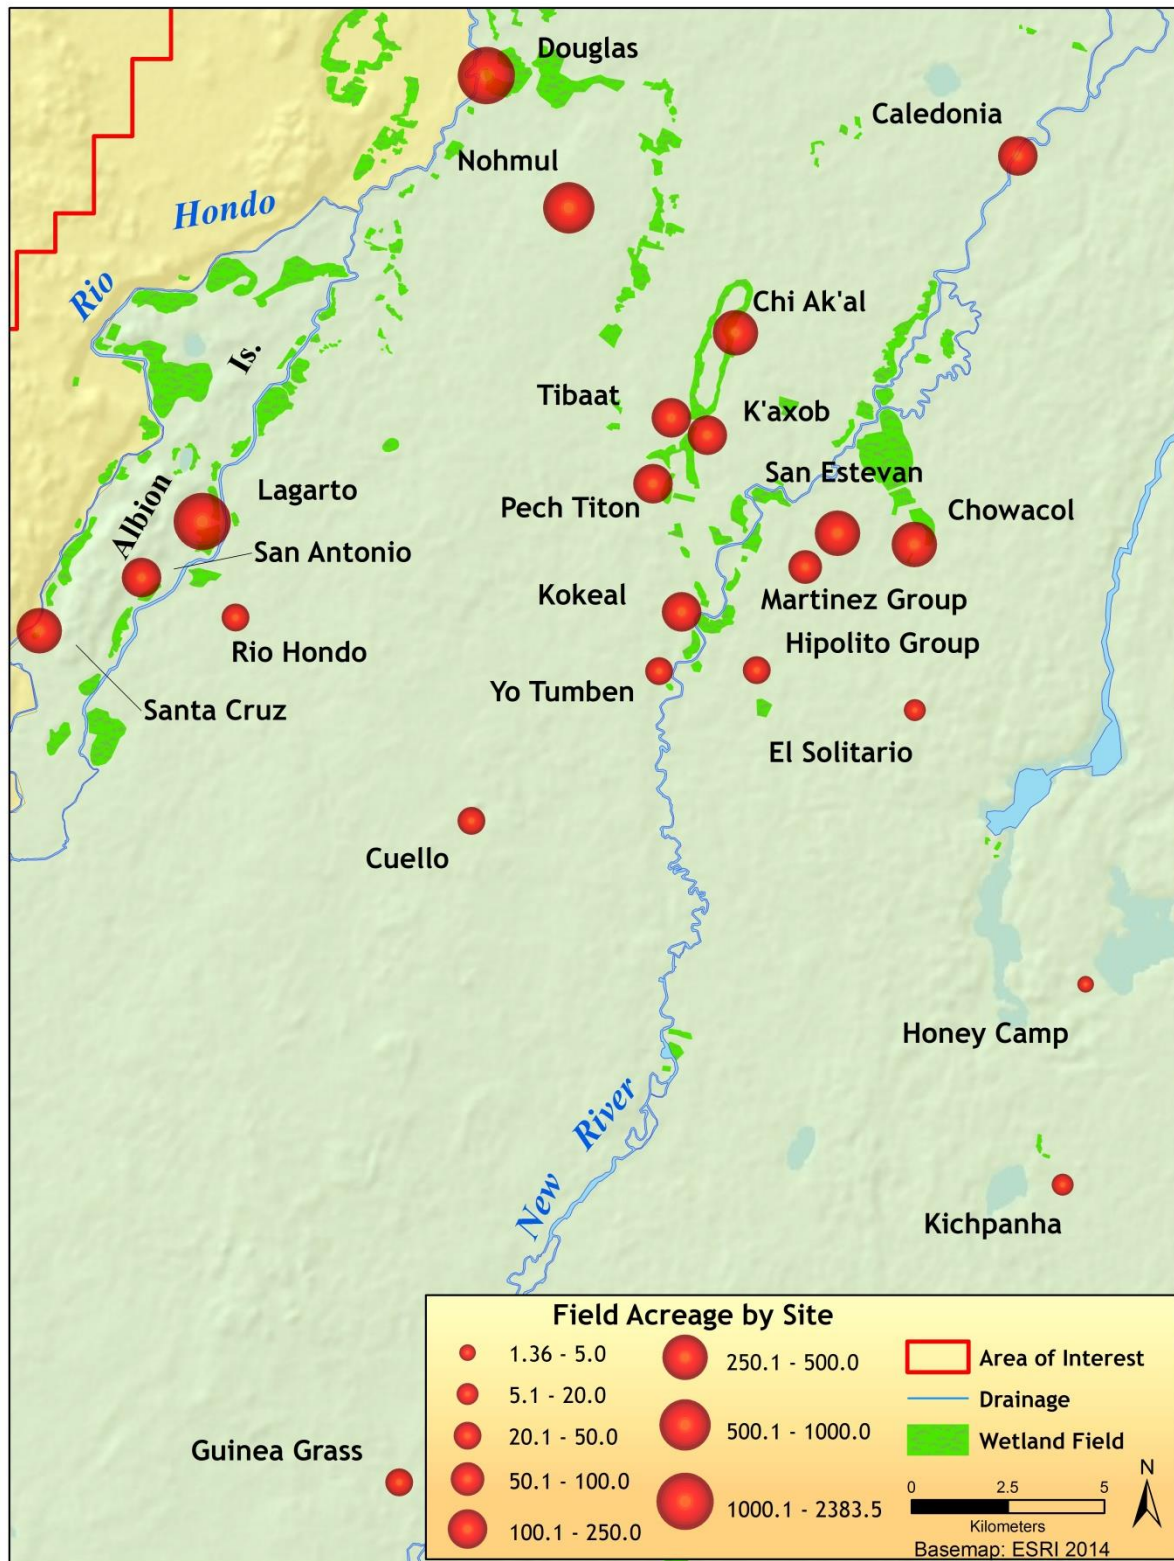 Douglas
Caledonia
Nohmul
Rio Hondo
Chi Ak'al
Albion Is.
Tibaat
K'axob
San Estevan
Lagarto
Pech Titon
Chowacol
San Antonio
Kokeal
Martinez Group
Rio Hondo
Hipolito Group
Yo Tumben
Santa Cruz
El Solitario
Cuello
Honey Camp
New River
Kichpanha
Guinea Grass
Field Acreage by Site
1.36 - 5.0
5.1 - 20.0
20.1 - 50.0
50.1 - 100.0
100.1 - 250.0
250.1 - 500.0
500.1 - 1000.0
1000.1 - 2383.5
Area of Interest
Drainage
Wetland Field
N
0 2.5 5
Kilometers
Basemap: ESRI 2014